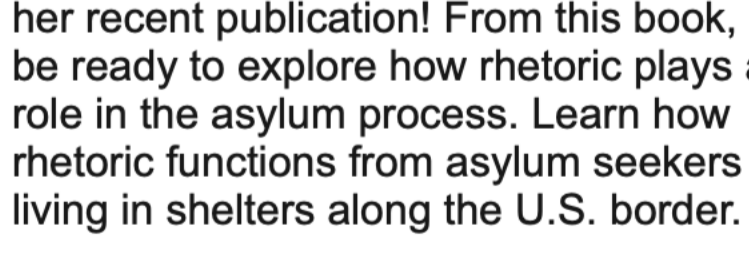 her recent publication! From this book,
be ready to explore how rhetoric plays
role in the asylum process. Learn how
rhetoric functions from asylum seekers
living in shelters along the U.S. border.